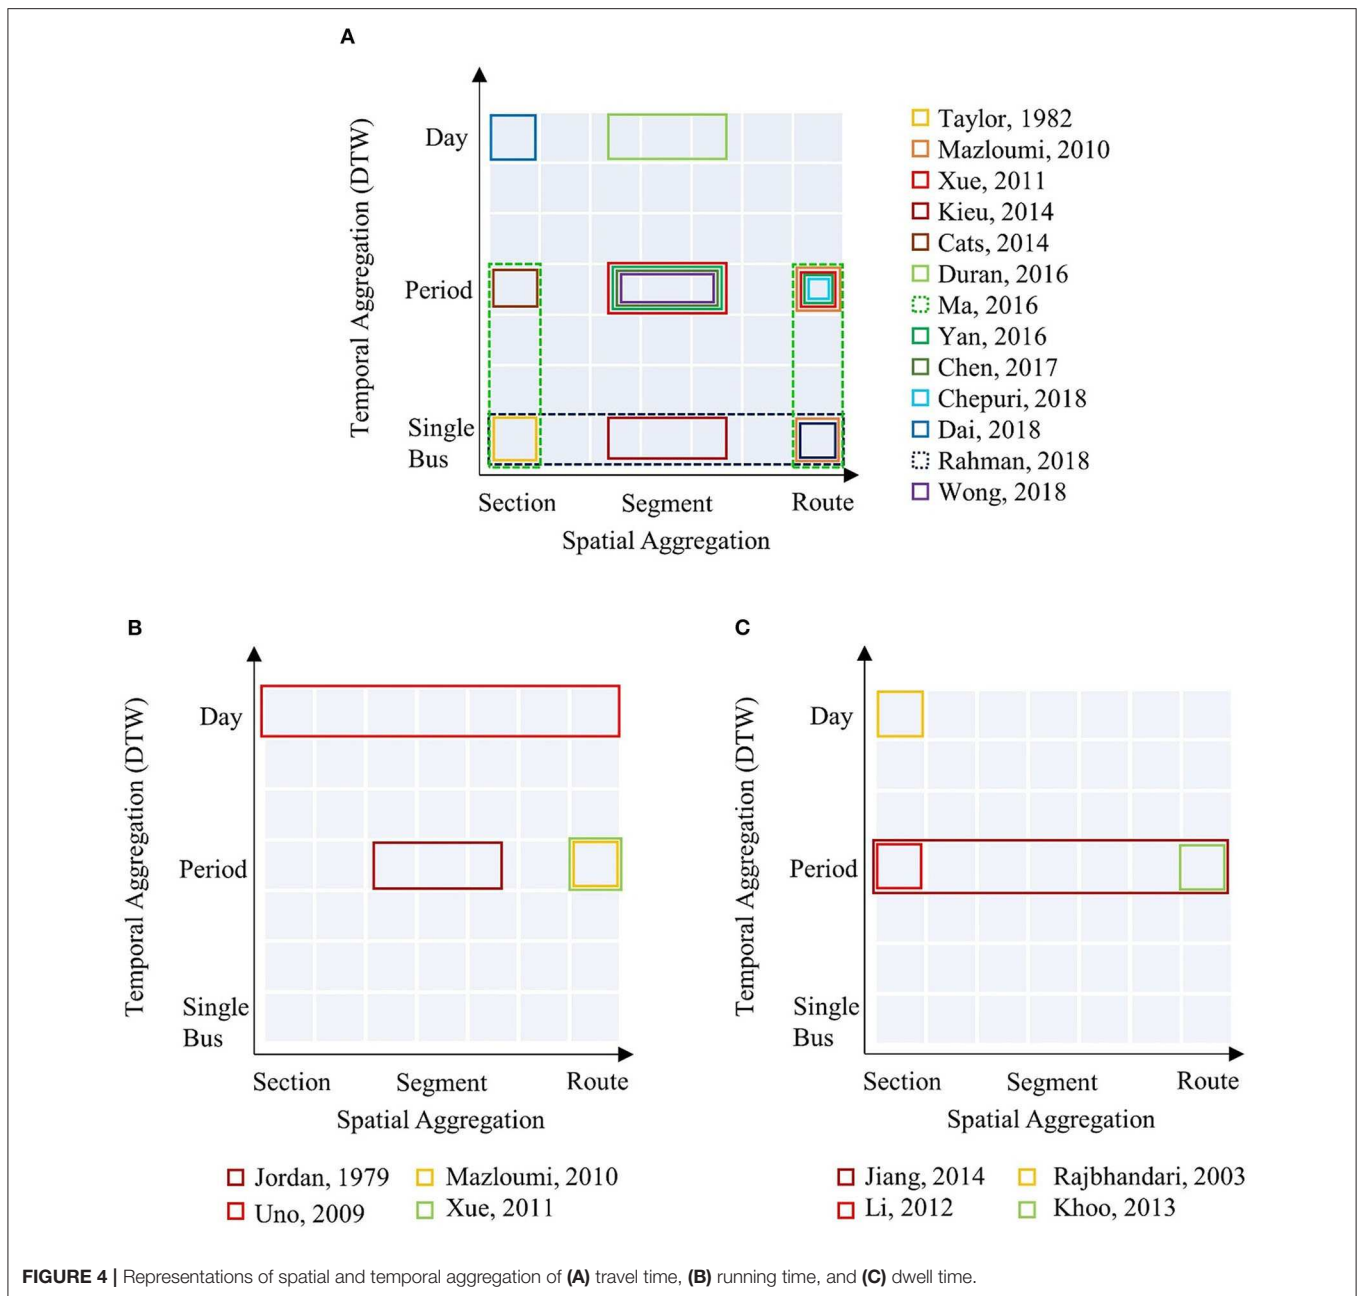 A
Temporal Aggregation (DTW)
Day
Period
Single
Bus
Section
Segment
Route
Spatial Aggregation
Taylor, 1982
Mazloumi, 2010
Xue, 2011
Kieu, 2014
Cats, 2014
Duran, 2016
Ma, 2016
Yan, 2016
Chen, 2017
Chepuri, 2018
Dai, 2018
Rahman, 2018
Wong, 2018
B
Temporal Aggregation (DTW)
Day
Period
Single
Bus
Section
Segment
Route
Spatial Aggregation
Jordan, 1979
Mazloumi, 2010
Uno, 2009
Xue, 2011
C
Temporal Aggregation (DTW)
Day
Period
Single
Bus
Section
Segment
Route
Spatial Aggregation
Jiang, 2014
Rajbhandari, 2003
Li, 2012
Khoo, 2013
FIGURE 4 | Representations of spatial and temporal aggregation of (A) travel time, (B) running time, and (C) dwell time.